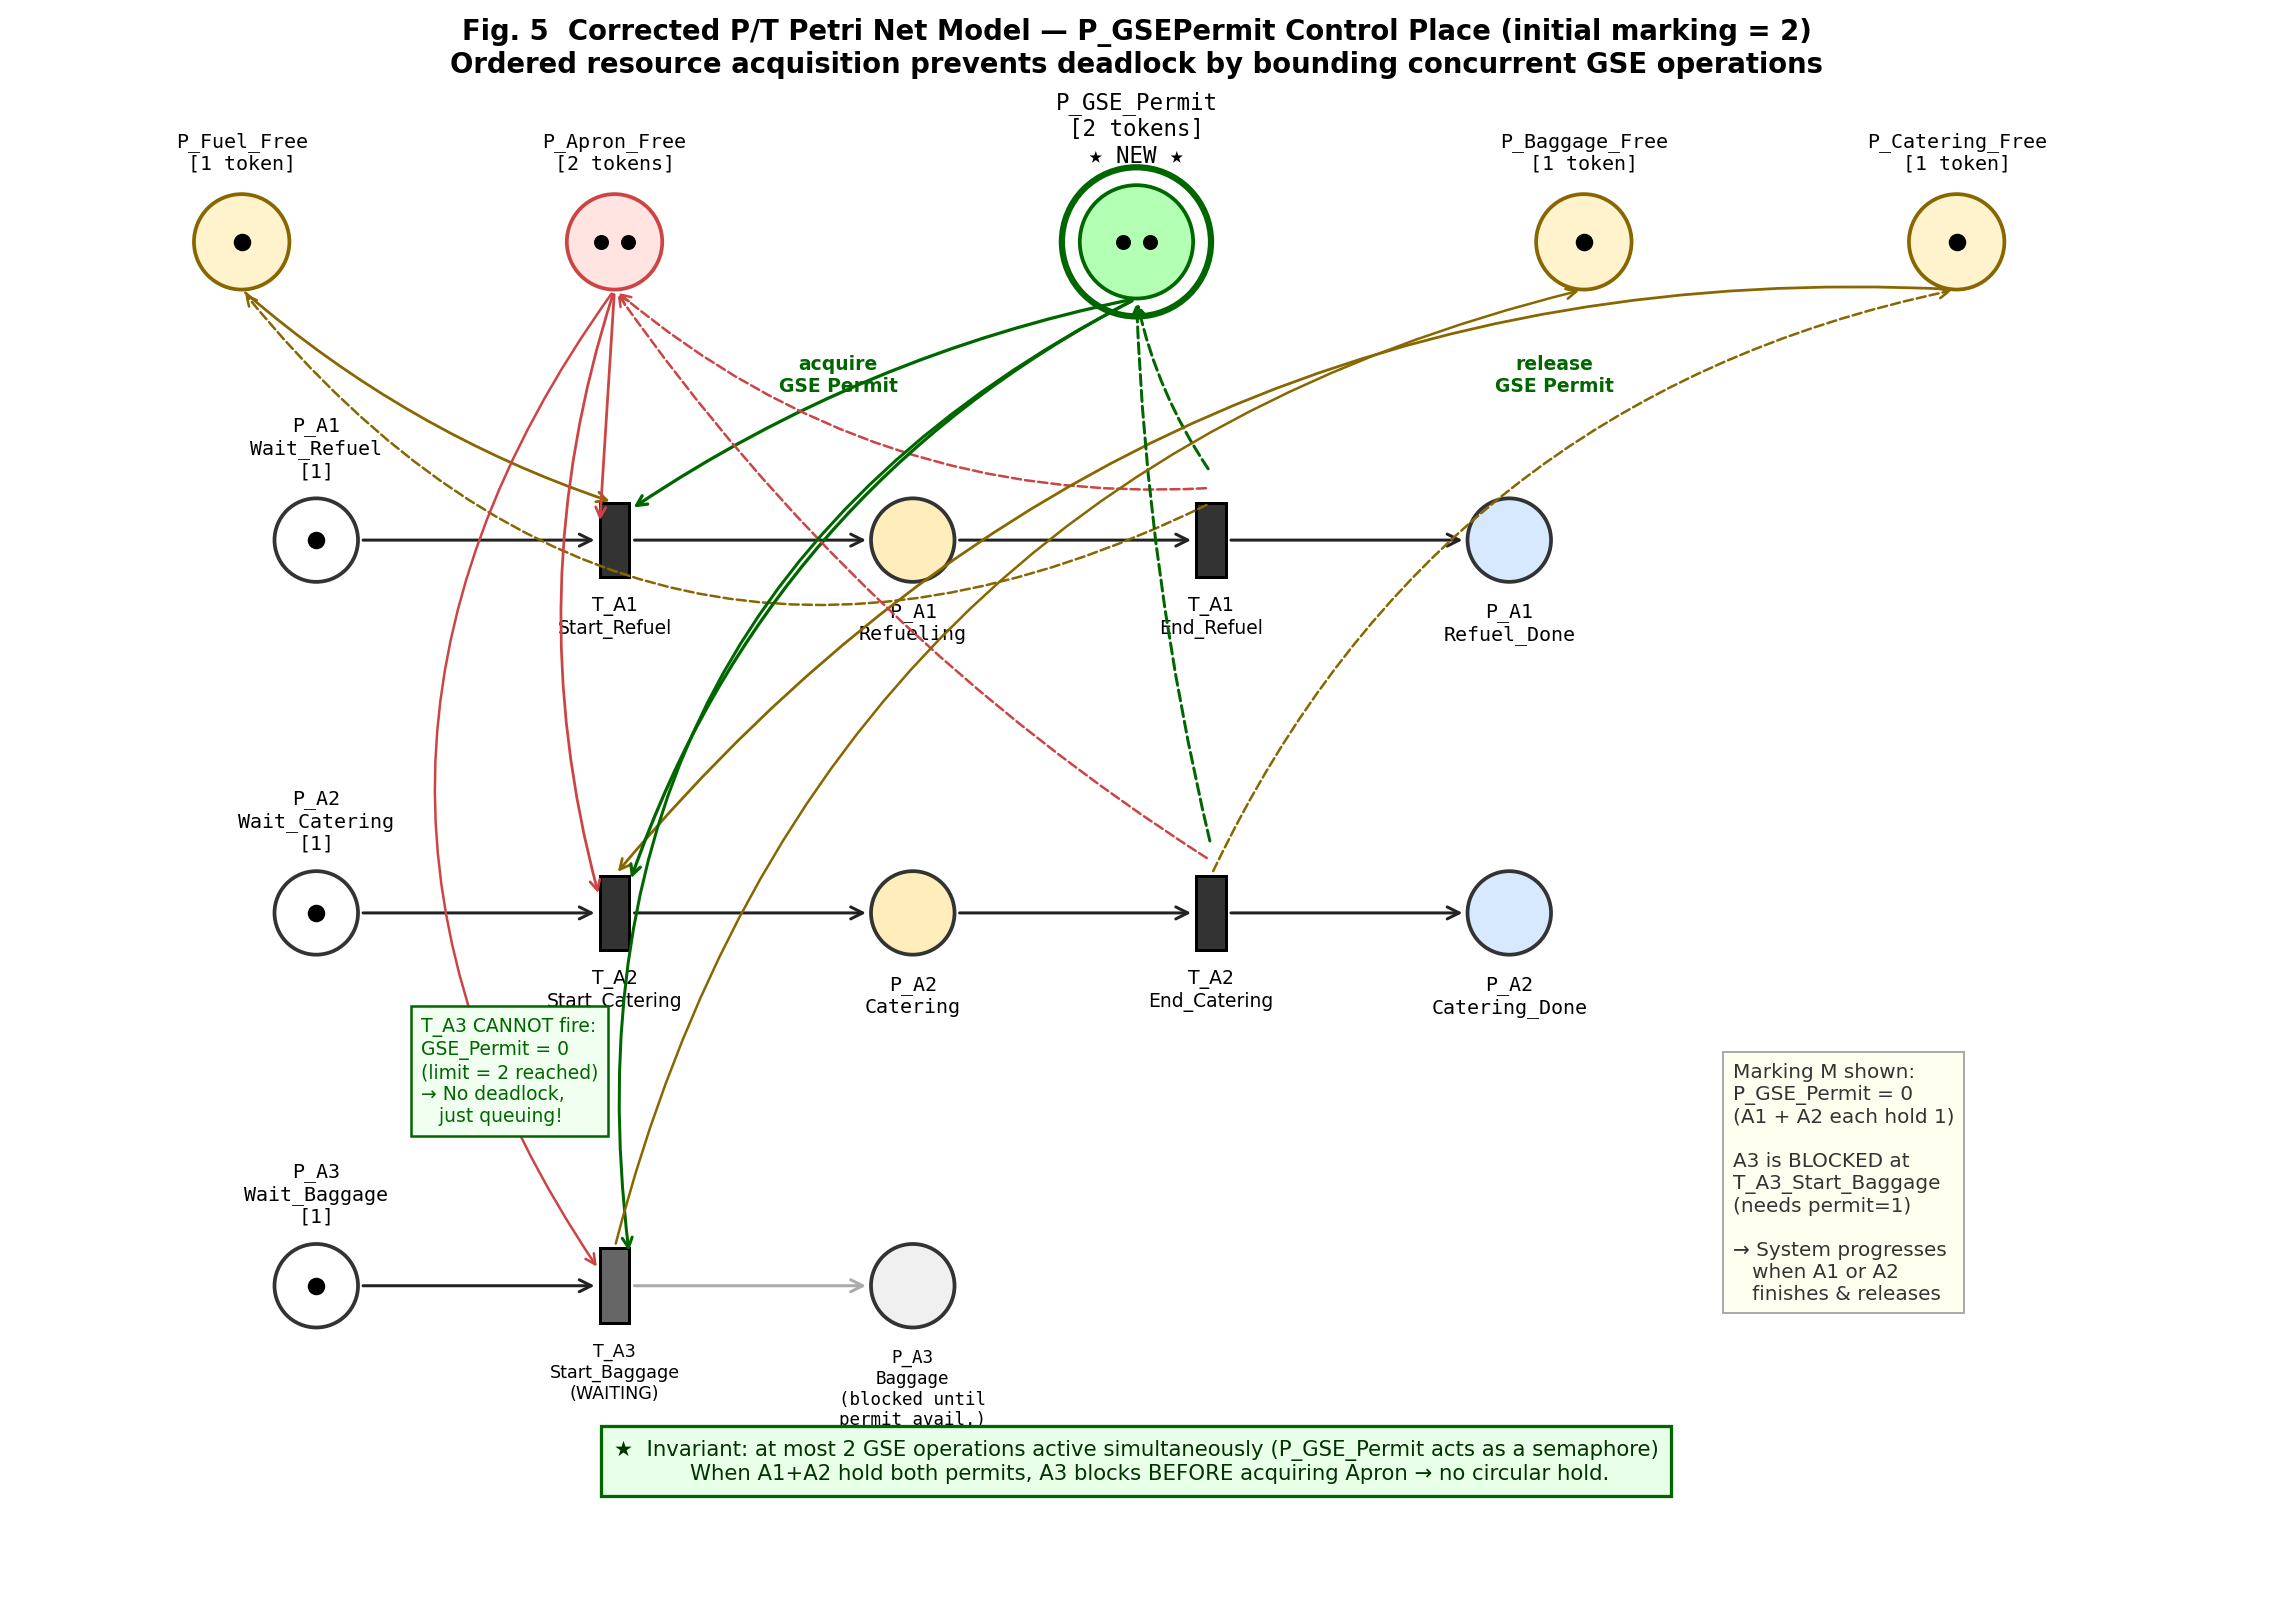 Fig. 5  Corrected P/T Petri Net Model — P_GSEPermit Control Place (initial marking = 2)
Ordered resource acquisition prevents deadlock by bounding concurrent GSE operations
P_Fuel_Free
[1 token]
P_Apron_Free
[2 tokens]
P_GSE_Permit
[2 tokens]
★ NEW ★
P_Baggage_Free
[1 token]
P_Catering_Free
[1 token]
acquire
GSE Permit
release
GSE Permit
P_A1
Wait_Refuel
[1]
T_A1
Start_Refuel
P_A1
Refueling
T_A1
End_Refuel
P_A1
Refuel_Done
P_A2
Wait_Catering
[1]
T_A2
Start_Catering
P_A2
Catering
T_A2
End_Catering
P_A2
Catering_Done
T_A3 CANNOT fire:
GSE_Permit = 0
(limit = 2 reached)
→ No deadlock,
just queuing!
Marking M shown:
P_GSE_Permit = 0
(A1 + A2 each hold 1)
A3 is BLOCKED at
T_A3_Start_Baggage
(needs permit=1)
→ System progresses
when A1 or A2
finishes & releases
P_A3
Wait_Baggage
[1]
T_A3
Start_Baggage
(WAITING)
P_A3
Baggage
(blocked until
permit avail.)
★  Invariant: at most 2 GSE operations active simultaneously (P_GSE_Permit acts as a semaphore)
When A1+A2 hold both permits, A3 blocks BEFORE acquiring Apron → no circular hold.